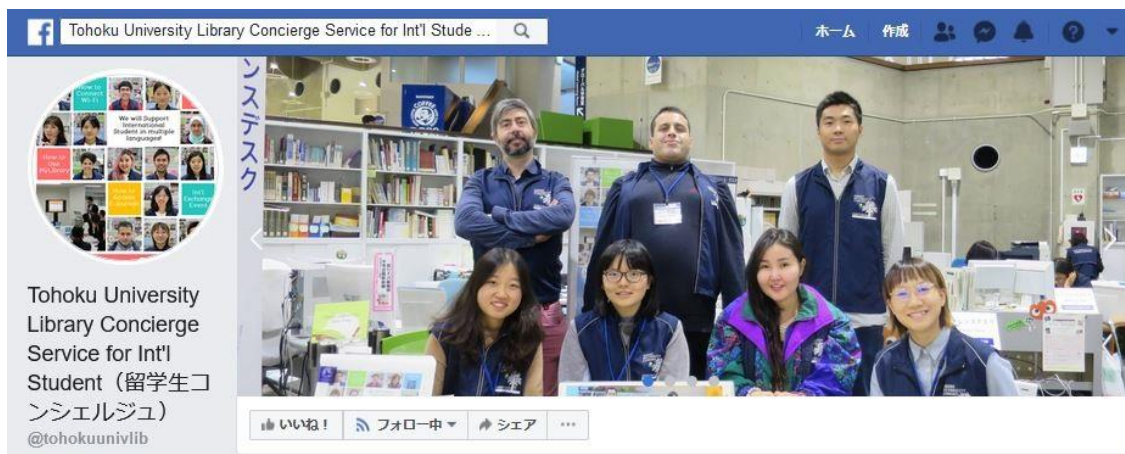 Tohoku University Library Concierge Service for Int'l Stude ...
ホーム 作成
How to Connect Wi-Fi
We will Support International Student in multiple languages!
How to Use MyLibrary
Int'l Exchange Event
ンスデスク
COFFEE
Tohoku University
Library Concierge
Service for Int'l
Student（留学生コ
ンシェルジュ）
@tohokuunivlib
いいね！ フォロー中 シェア ...